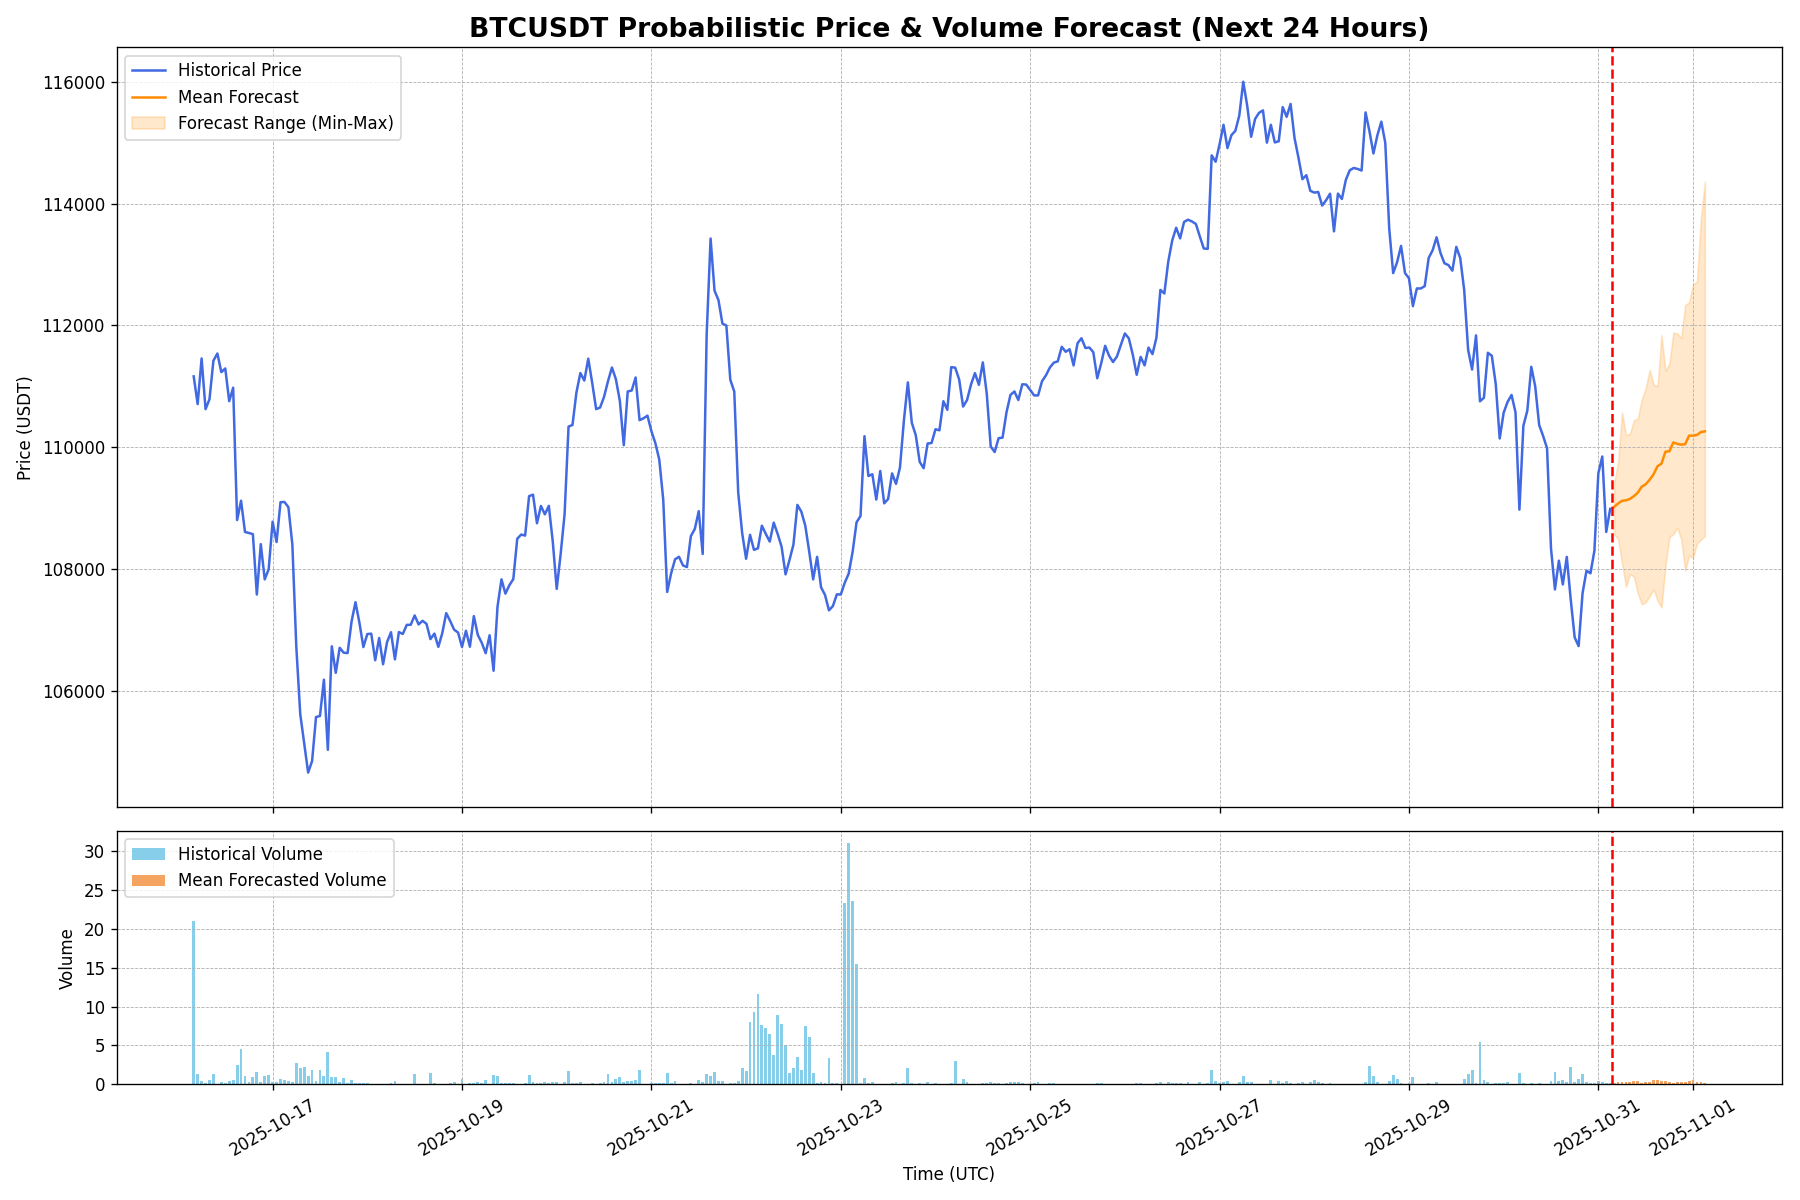 BTCUSDT Probabilistic Price & Volume Forecast (Next 24 Hours)
Historical Price
Mean Forecast
Forecast Range (Min-Max)
116000
114000
112000
110000
108000
106000
Price (USDT)
Historical Volume
Mean Forecasted Volume
30
25
20
15
10
5
0
Volume
2025-10-17
2025-10-19
2025-10-21
2025-10-23
2025-10-25
2025-10-27
2025-10-29
2025-10-31
2025-11-01
Time (UTC)